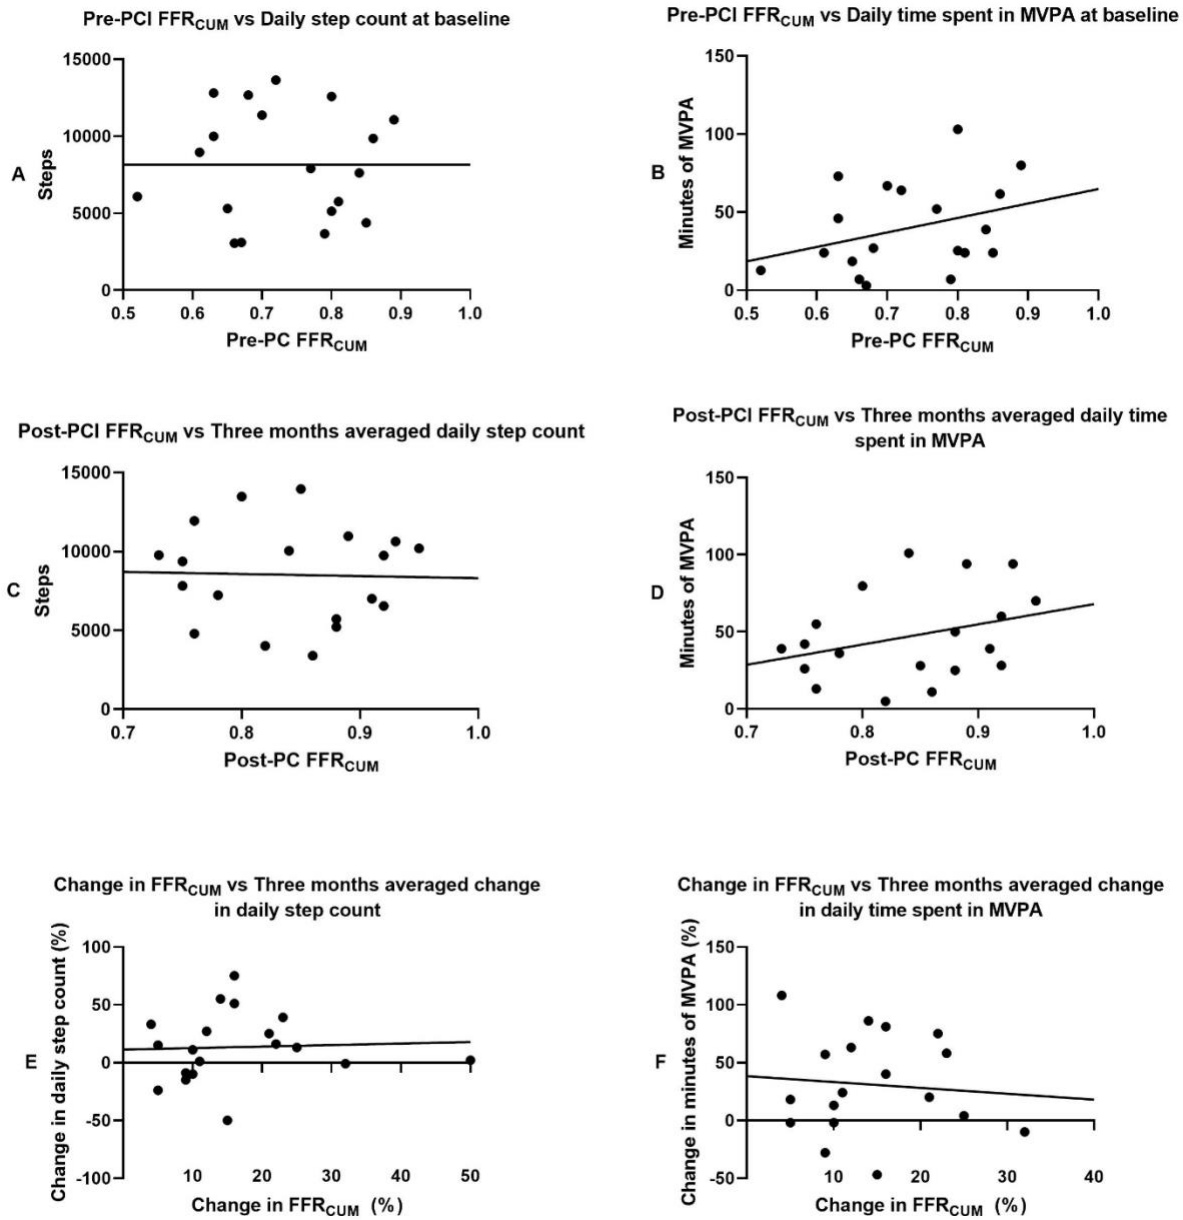 Pre-PCI FFRCUM vs Daily step count at baseline
15000
10000
5000
0
0.5 0.6 0.7 0.8 0.9 1.0
Steps
A
Pre-PC FFRCUM
Pre-PCI FFRCUM vs Daily time spent in MVPA at baseline
150
100
50
0
0.5 0.6 0.7 0.8 0.9 1.0
Minutes of MVPA
B
Pre-PC FFRCUM
Post-PCI FFRCUM vs Three months averaged daily step count
15000
10000
5000
0
0.7 0.8 0.9 1.0
Steps
C
Post-PC FFRCUM
Post-PCI FFRCUM vs Three months averaged daily time
spent in MVPA
150
100
50
0
0.7 0.8 0.9 1.0
Minutes of MVPA
D
Post-PC FFRCUM
Change in FFRCUM vs Three months averaged change
in daily step count
100
50
0
-50
-100
10 20 30 40 50
Change in daily step count (%)
E
Change in FFRCUM (%)
Change in FFRCUM vs Three months averaged change
in daily time spent in MVPA
150
100
50
0
-50
10 20 30 40
Change in minutes of MVPA (%)
F
Change in FFRCUM (%)